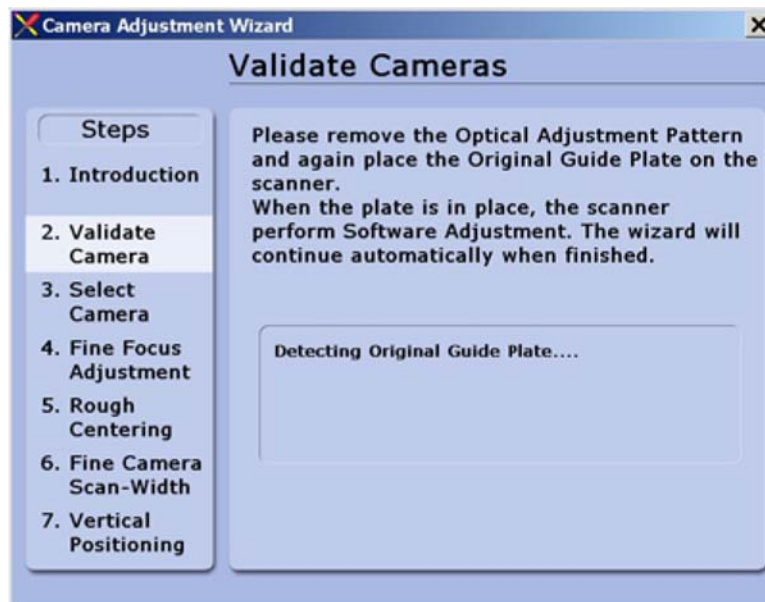 Camera Adjustment Wizard
Validate Cameras
Steps
1. Introduction
2. Validate
Camera
3. Select
Camera
4. Fine Focus
Adjustment
5. Rough
Centering
6. Fine Camera
Scan-Width
7. Vertical
Positioning
Please remove the Optical Adjustment Pattern
and again place the Original Guide Plate on the
scanner.
When the plate is in place, the scanner
perform Software Adjustment. The wizard will
continue automatically when finished.
Detecting Original Guide Plate....